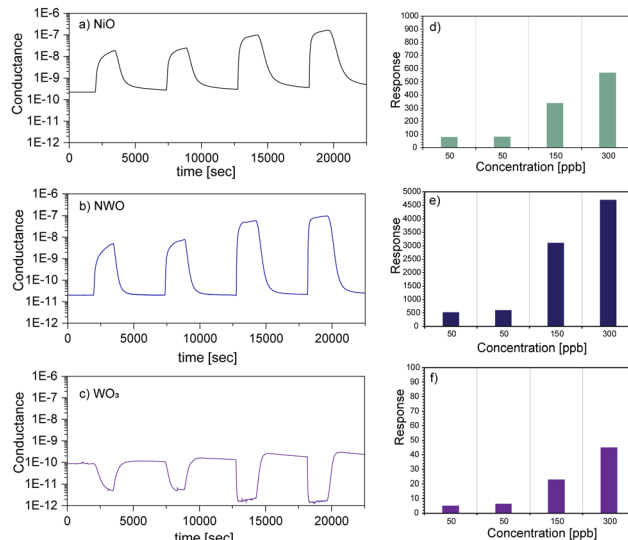 a) NiO
Conductance
1E-6
1E-7
1E-8
1E-9
1E-10
1E-11
1E-12
0 5000 10000 15000 20000
time [sec]
d)
Response
1000
900
800
700
600
500
400
300
200
100
0
50 50 150 300
Concentration [ppb]
b) NWO
Conductance
1E-6
1E-7
1E-8
1E-9
1E-10
1E-11
1E-12
0 5000 10000 15000 20000
time [sec]
e)
Response
5000
4500
4000
3500
3000
2500
2000
1500
1000
500
0
50 50 150 300
Concentration [ppb]
c) WO₃
Conductance
1E-6
1E-7
1E-8
1E-9
1E-10
1E-11
1E-12
0 5000 10000 15000 20000
time [sec]
f)
Response
100
90
80
70
60
50
40
30
20
10
0
50 50 150 300
Concentration [ppb]